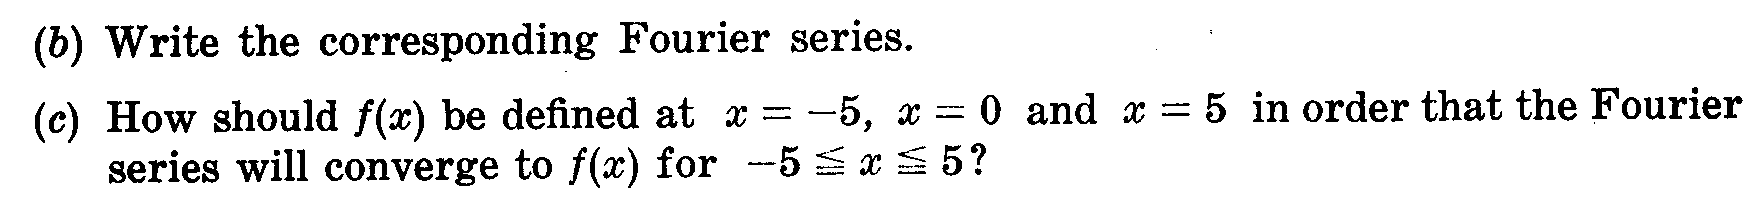 (b) Write the corresponding Fourier series.
(c) How should f(x) be defined at x = −5, x = 0 and x = 5 in order that the Fourier
series will converge to f(x) for −5 ≦ x ≦ 5?